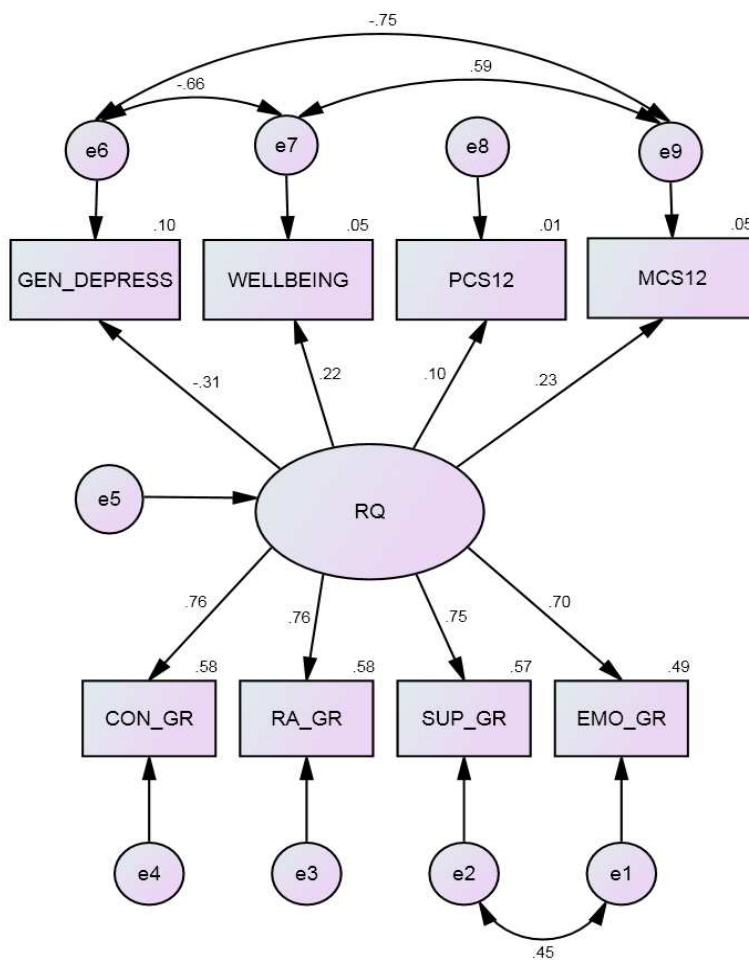 -.75
-.66
.59
e6
e7
e8
e9
.10
.05
.01
.05
GEN_DEPRESS
WELLBEING
PCS12
MCS12
-.31
.22
.10
.23
e5
RQ
.76
.76
.75
.70
.58
.58
.57
.49
CON_GR
RA_GR
SUP_GR
EMO_GR
e4
e3
e2
e1
.45